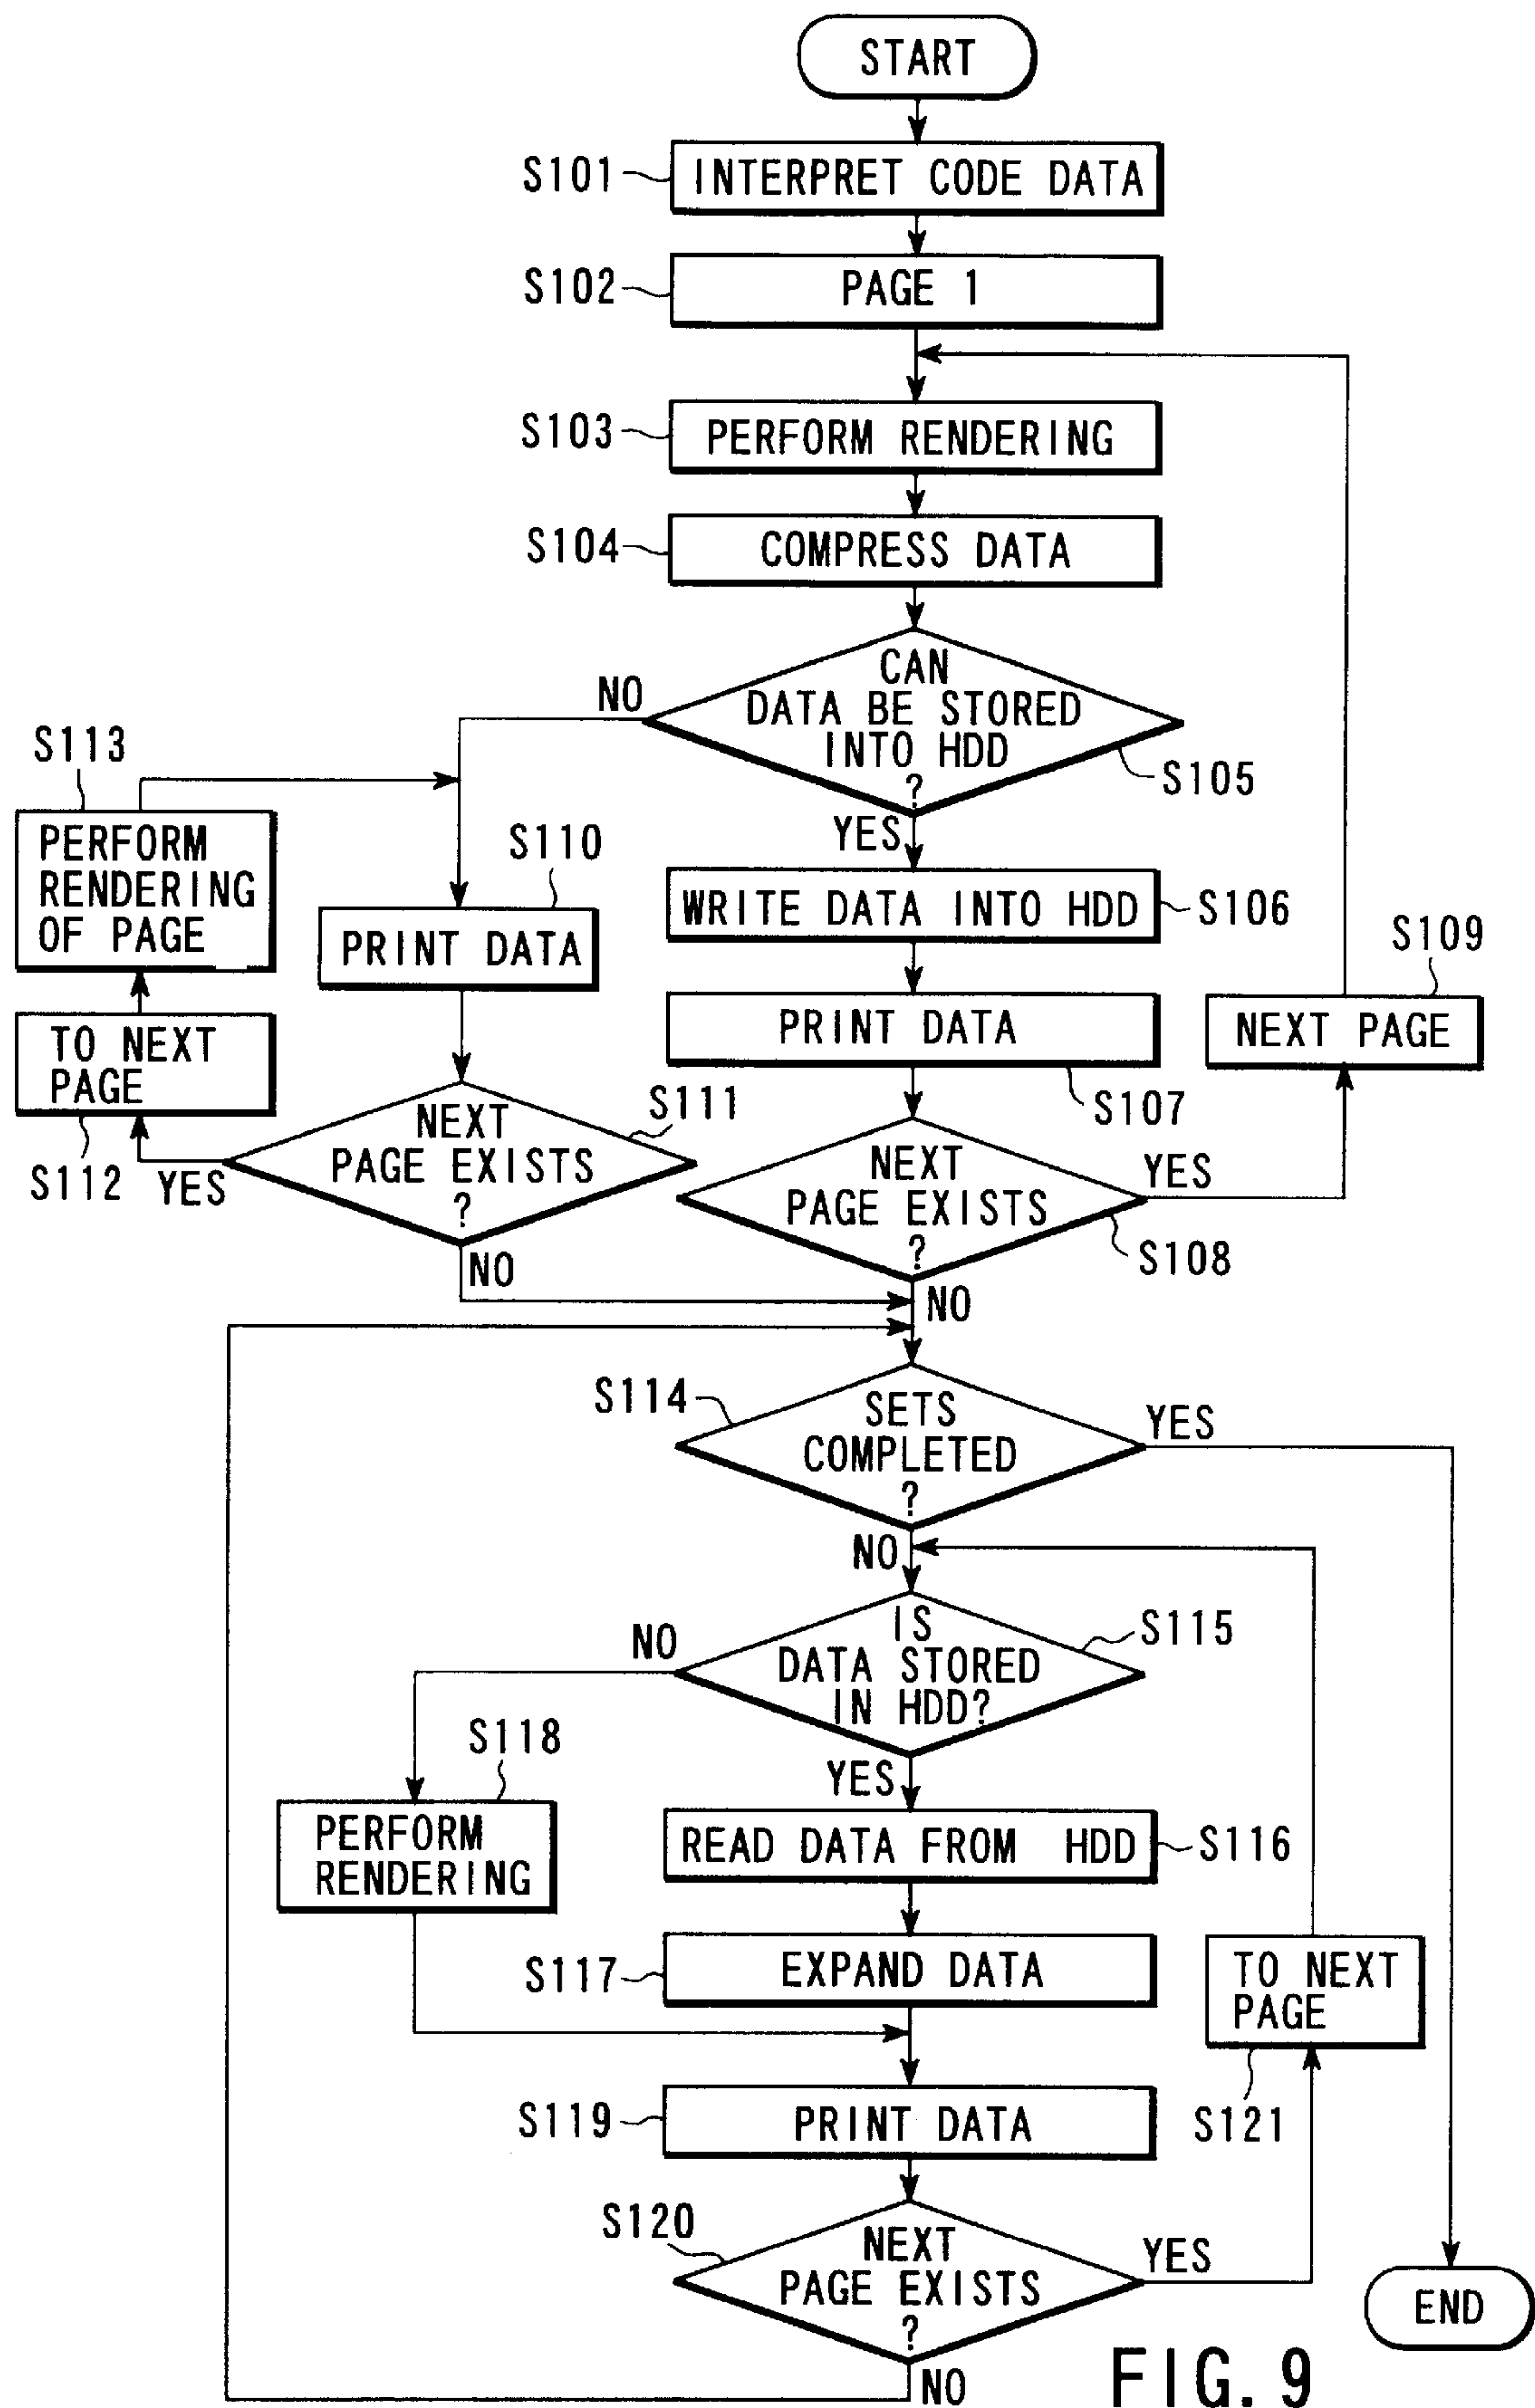 START
S101
INTERPRET CODE DATA
S102
PAGE 1
S103
PERFORM RENDERING
S104
COMPRESS DATA
CAN
DATA BE STORED
INTO HDD
?
NO
S105
YES
S113
PERFORM
RENDERING
OF PAGE
S110
PRINT DATA
WRITE DATA INTO HDD
S106
S109
NEXT PAGE
TO NEXT
PAGE
S112
PRINT DATA
S107
NEXT
PAGE EXISTS
?
S111
YES
NO
NEXT
PAGE EXISTS
?
YES
S108
NO
S114
SETS
COMPLETED
?
YES
NO
IS
DATA STORED
IN HDD?
S115
NO
YES
S118
PERFORM
RENDERING
READ DATA FROM HDD
S116
S117
EXPAND DATA
TO NEXT
PAGE
S121
S119
PRINT DATA
S120
NEXT
PAGE EXISTS
?
YES
NO
END
FIG. 9